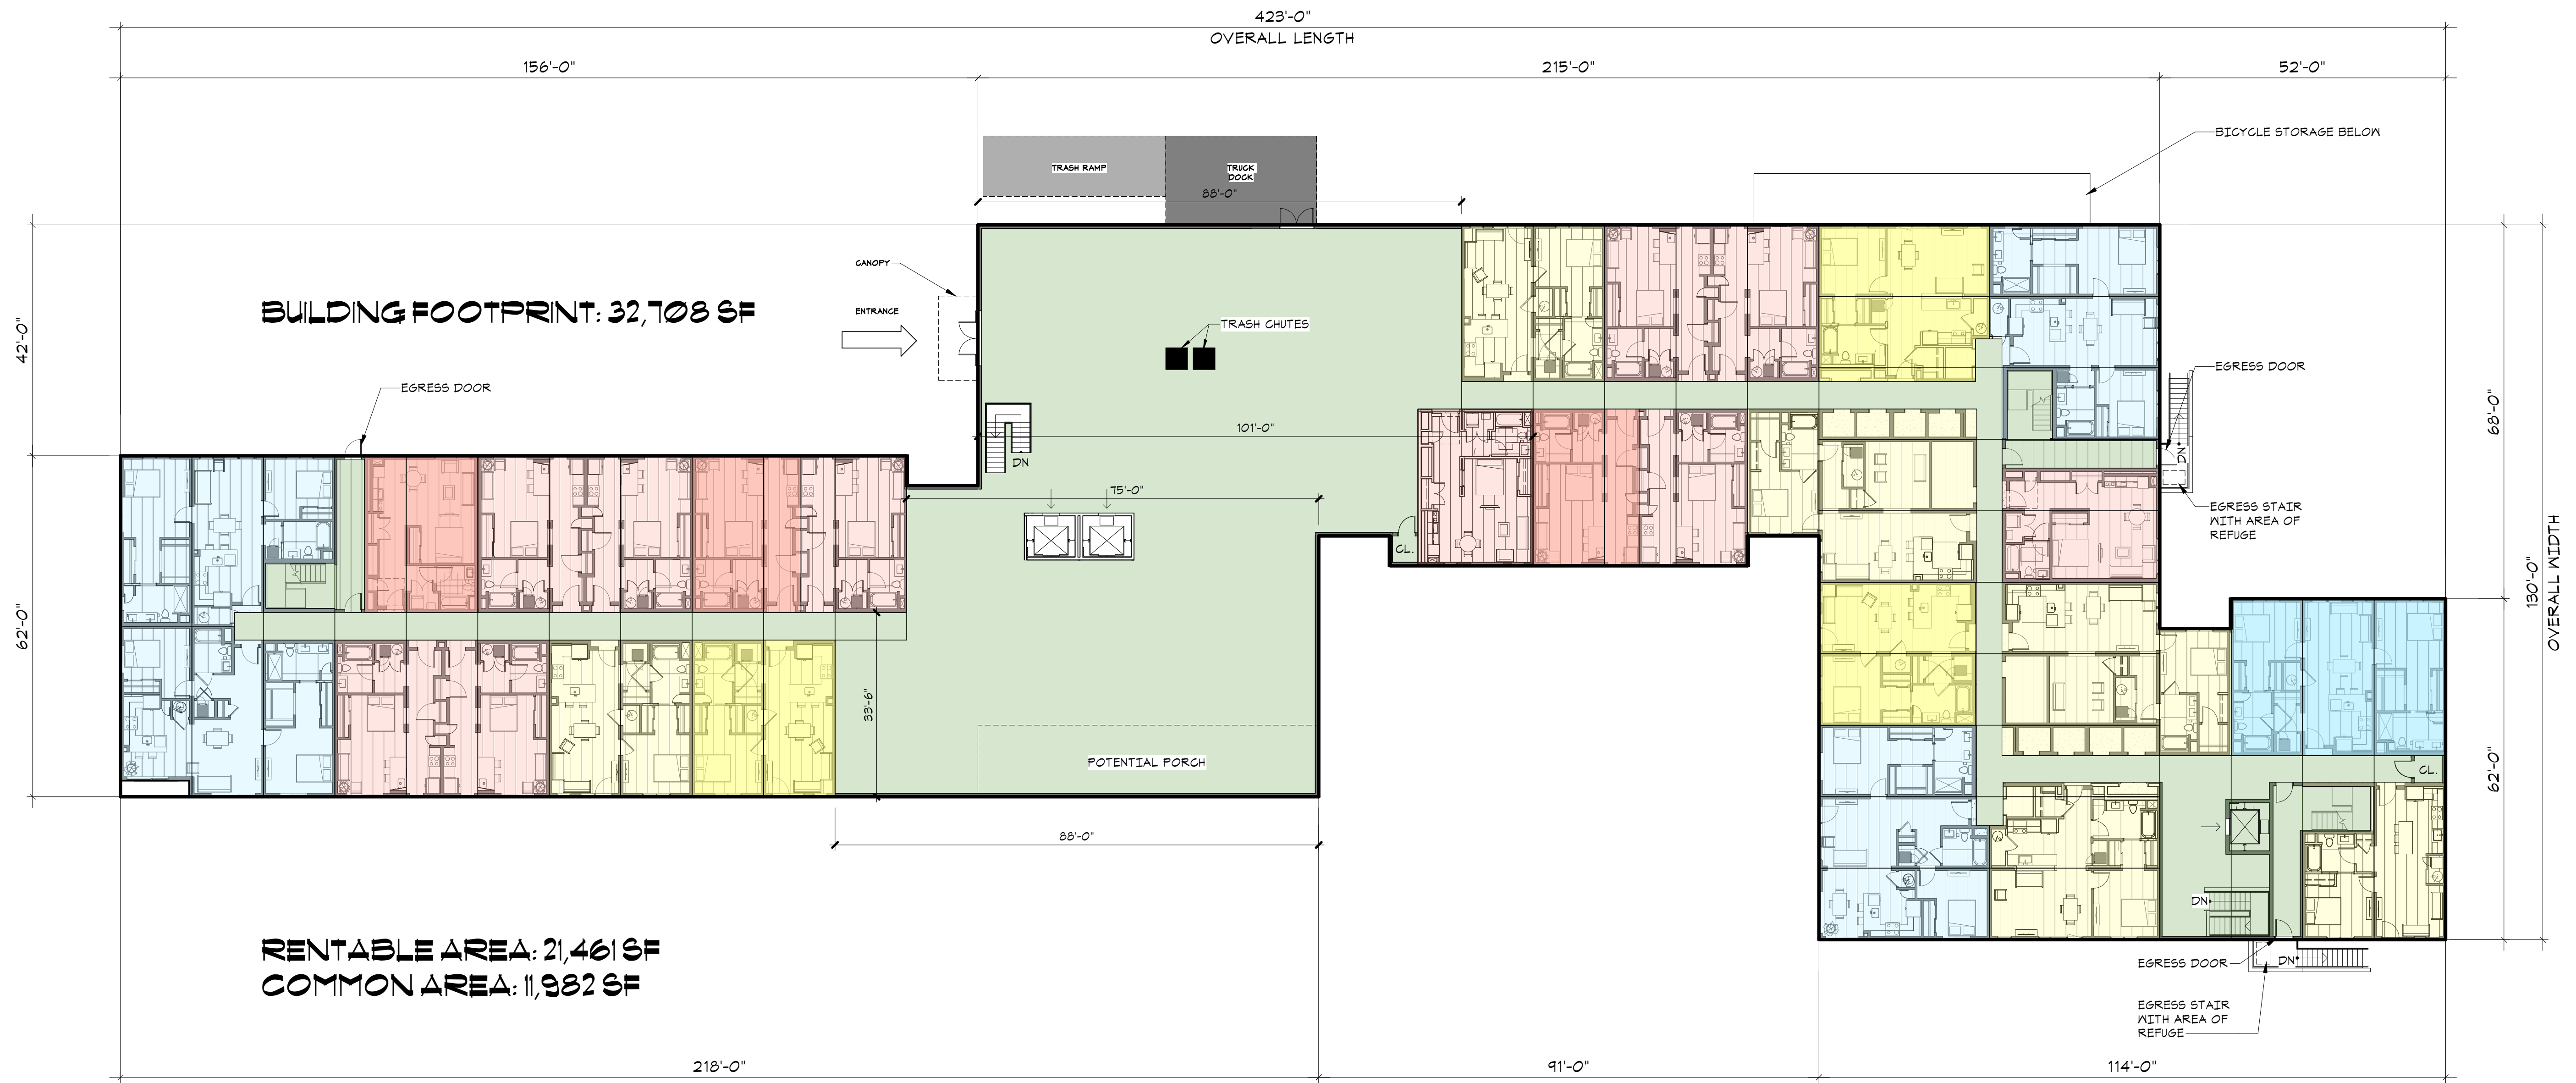 423'-0"
OVERALL LENGTH
156'-0"
215'-0"
52'-0"
BICYCLE STORAGE BELOW
TRASH RAMP
TRUCK
DOCK
88'-0"
CANOPY
ENTRANCE
BUILDING FOOTPRINT: 32,708 SF
TRASH CHUTES
42'-0"
EGRESS DOOR
EGRESS DOOR
68'-0"
101'-0"
DN
DN
75'-0"
EGRESS STAIR
WITH AREA OF
REFUGE
CL.
130'-0"
OVERALL WIDTH
62'-0"
33'-6"
POTENTIAL PORCH
CL.
62'-0"
88'-0"
DN
RENTABLE AREA: 21,461 SF
COMMON AREA: 11,982 SF
EGRESS DOOR
DN
EGRESS STAIR
WITH AREA OF
REFUGE
218'-0"
91'-0"
114'-0"